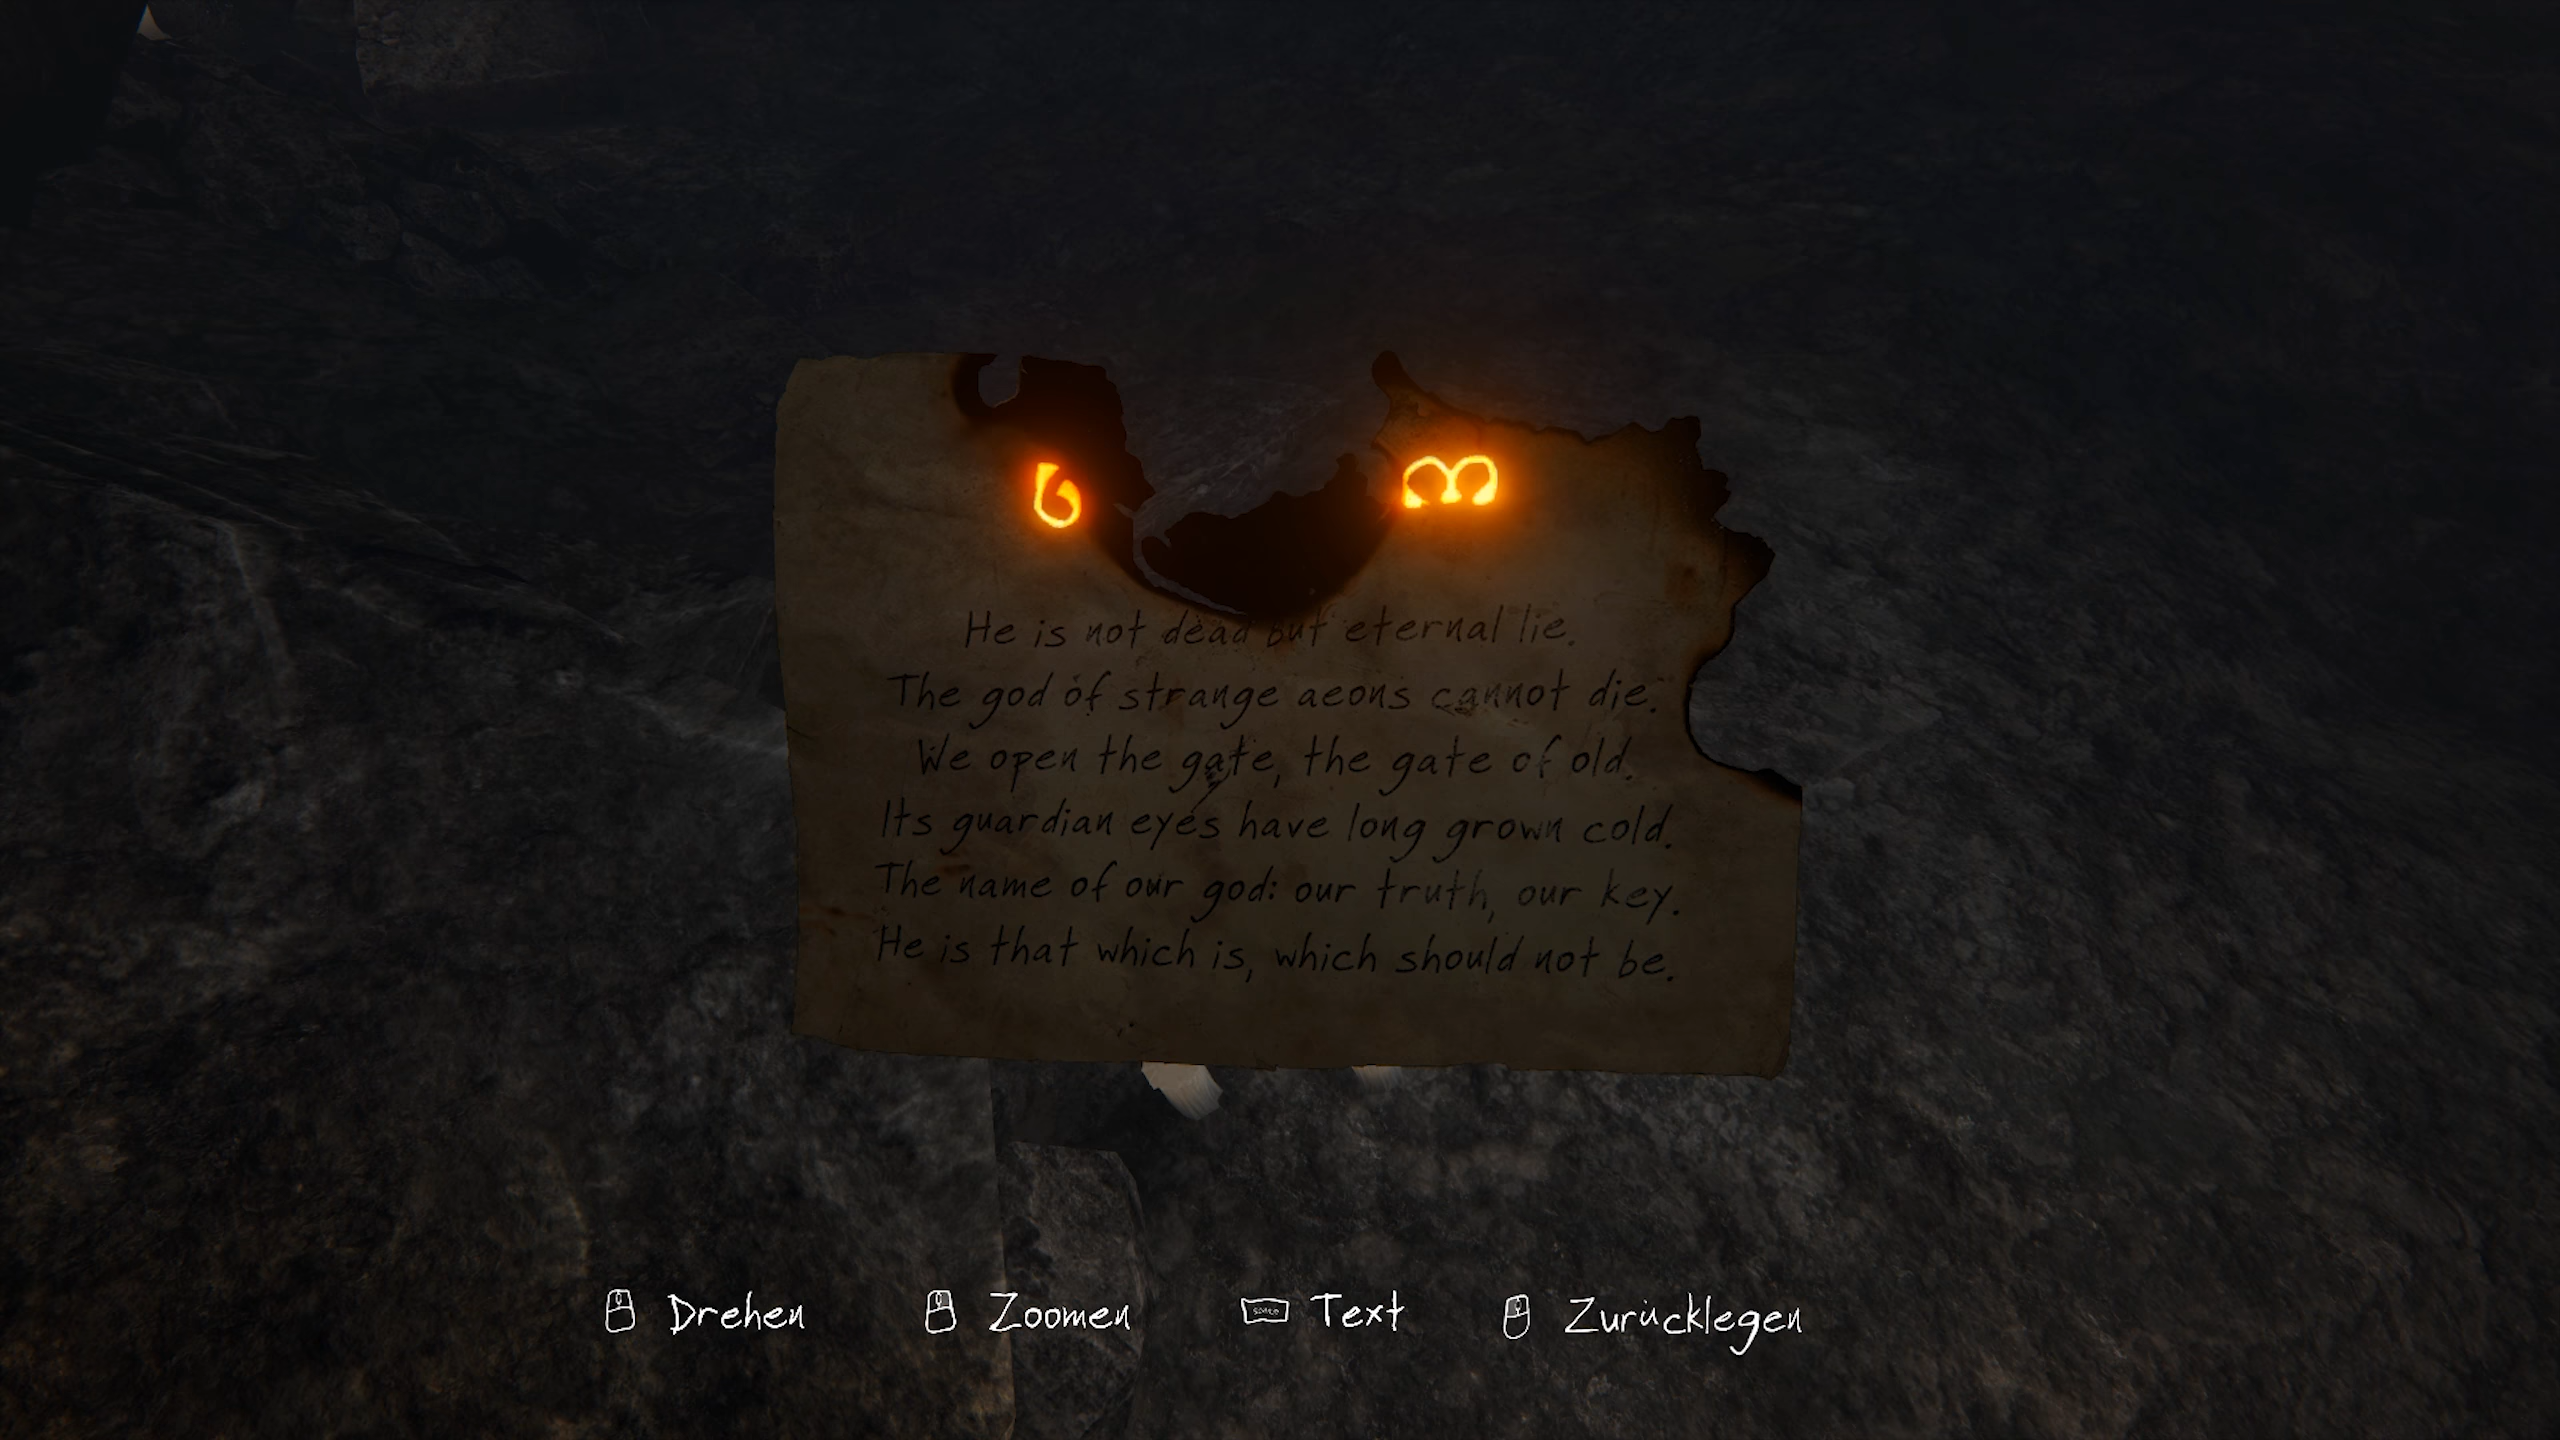 He is not dead but eternal lie.
The god of strange aeons cannot die.
We open the gate, the gate of old.
Its guardian eyes have long grown cold.
The name of our god: our truth, our key.
He is that which is, which should not be.
Drehen Zoomen Text Zurücklegen